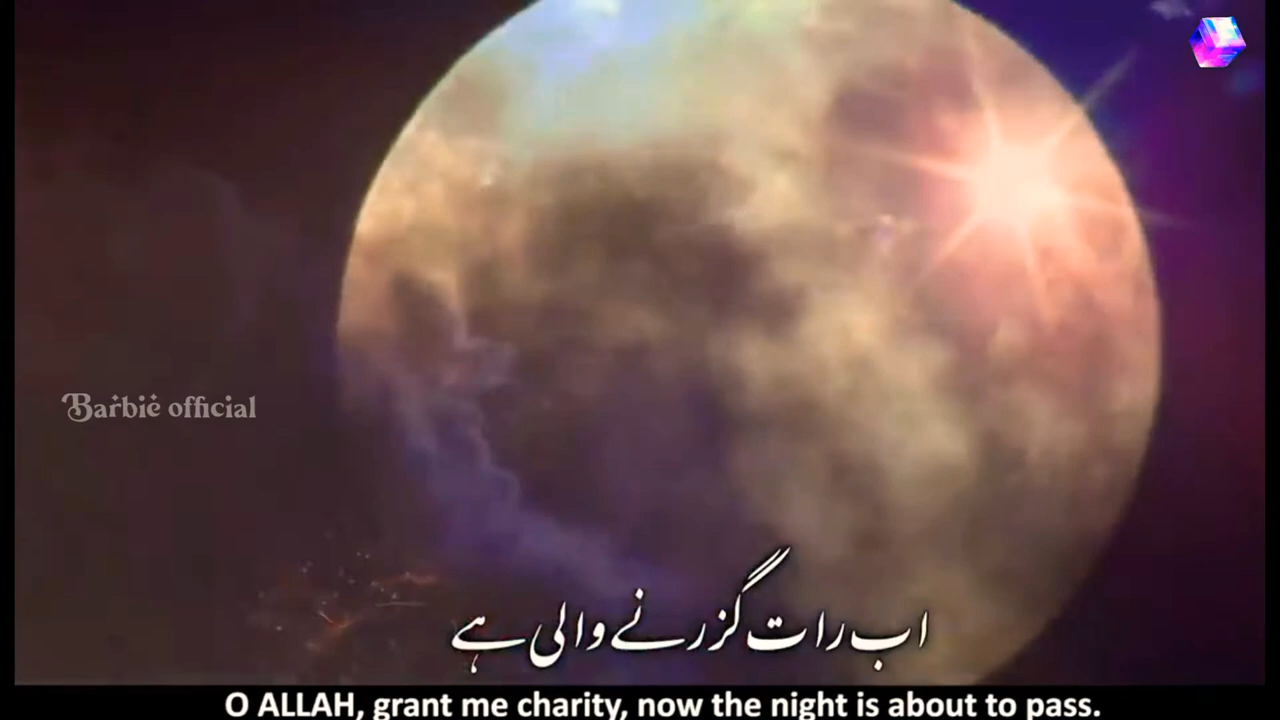 Barbie official
اب رات گزرنے والی ہے
O ALLAH, grant me charity, now the night is about to pass.